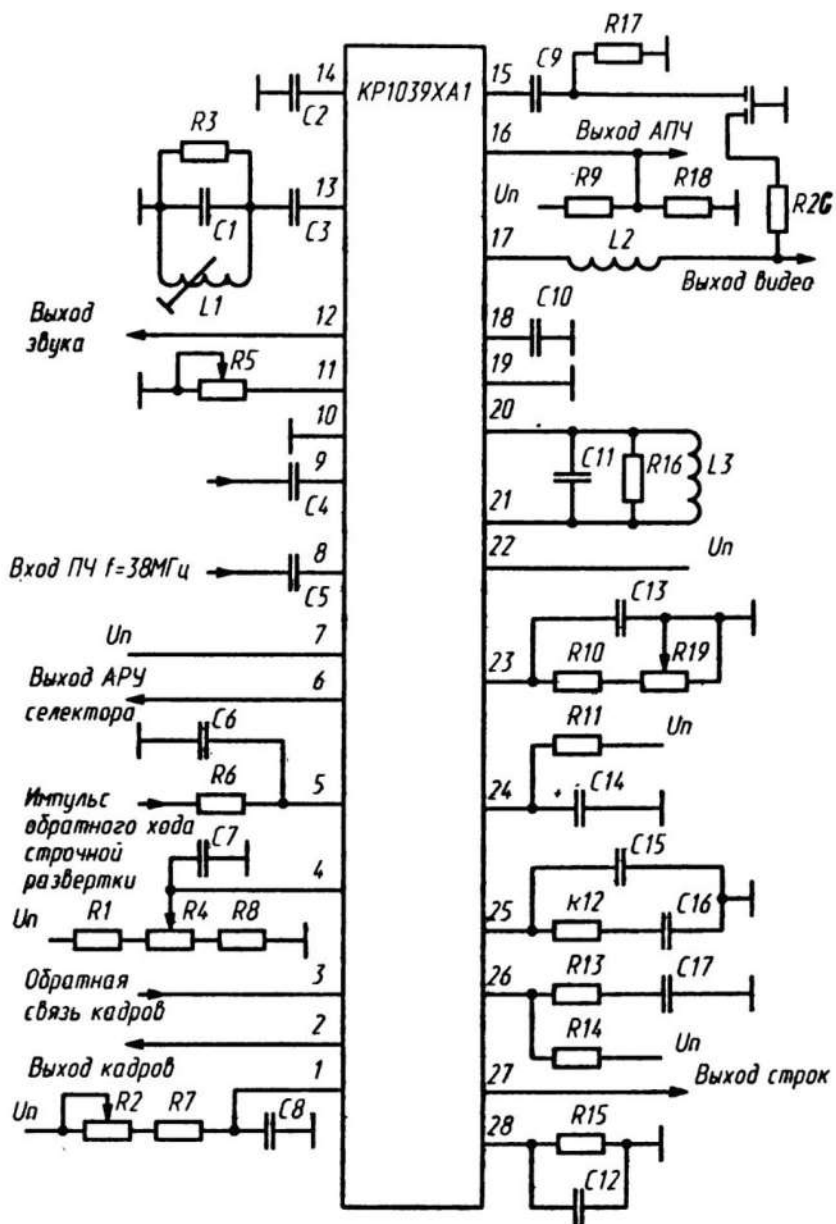 КР1039ХА1
14
C2
R3
13
C1
C3
L1
Выход
звука
12
R5
11
10
9
C4
8
Вход ПЧ f=38МГц
C5
Uп
7
Выход АРУ
селектора
6
C6
R6
5
Импульс
обратного хода
строчной
развертки
C7
4
Uп
R1
R4
R8
Обратная
связь кадров
3
2
Выход кадров
1
Uп
R2
R7
C8
15
C9
R17
16
Выход АПЧ
Uп
R9
R18
R20
17
L2
Выход видео
18
C10
19
20
C11
R16
L3
21
22
Uп
23
C13
R10
R19
R11
Uп
24
C14
+
C15
25
R12
C16
26
R13
C17
R14
Uп
27
Выход строк
28
R15
C12